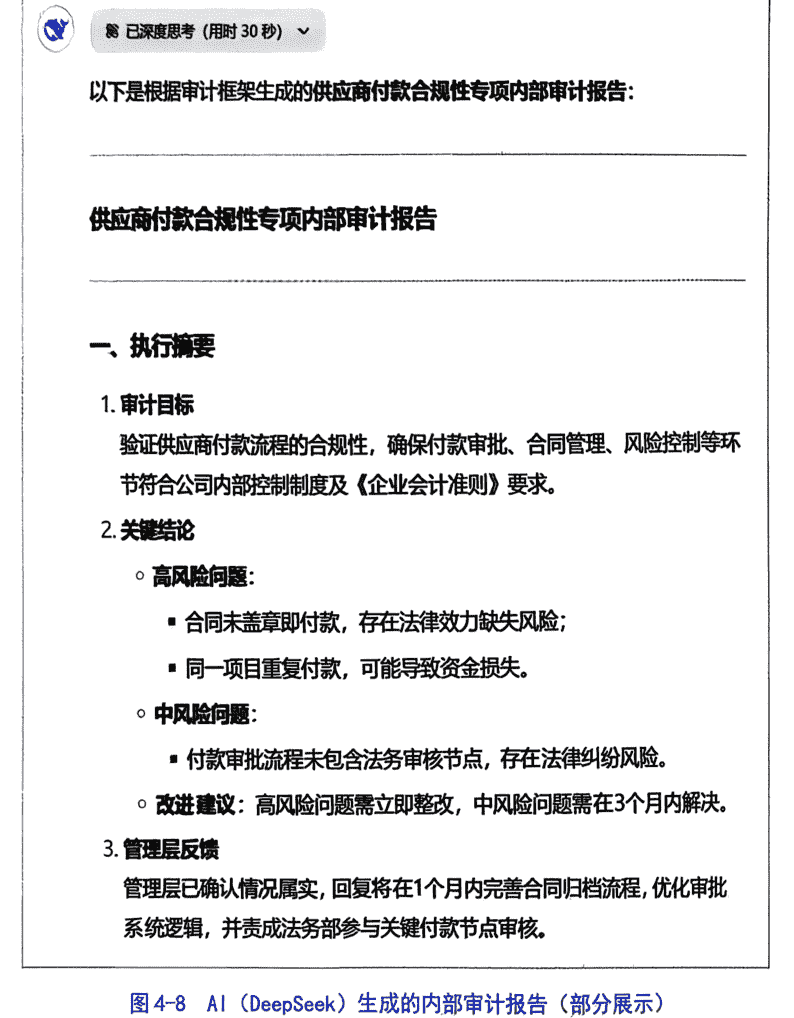 已深度思考（用时 30 秒）
以下是根据审计框架生成的供应商付款合规性专项内部审计报告：
供应商付款合规性专项内部审计报告
一、执行摘要
1. 审计目标
验证供应商付款流程的合规性，确保付款审批、合同管理、风险控制等环
节符合公司内部控制制度及《企业会计准则》要求。
2. 关键结论
○ 高风险问题：
▪ 合同未盖章即付款，存在法律效力缺失风险；
▪ 同一项目重复付款，可能导致资金损失。
○ 中风险问题：
▪ 付款审批流程未包含法务审核节点，存在法律纠纷风险。
○ 改进建议：高风险问题需立即整改，中风险问题需在3个月内解决。
3. 管理层反馈
管理层已确认情况属实，回复将在1个月内完善合同归档流程，优化审批
系统逻辑，并责成法务部参与关键付款节点审核。
图 4-8 AI（DeepSeek）生成的内部审计报告（部分展示）